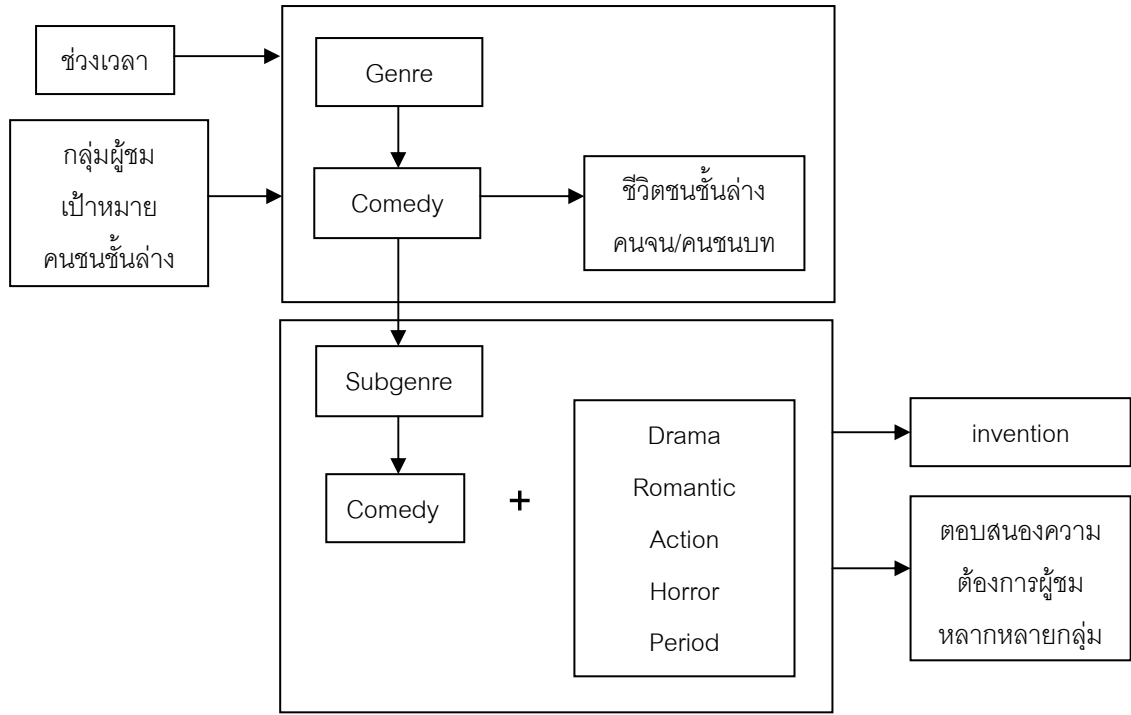 ช่วงเวลา
Genre
กลุ่มผู้ชม
เป้าหมาย
คนชนชั้นล่าง
Comedy
ชีวิตชนชั้นล่าง
คนจน/คนชนบท
Subgenre
Comedy
+
Drama
Romantic
Action
Horror
Period
invention
ตอบสนองความ
ต้องการผู้ชม
หลากหลายกลุ่ม